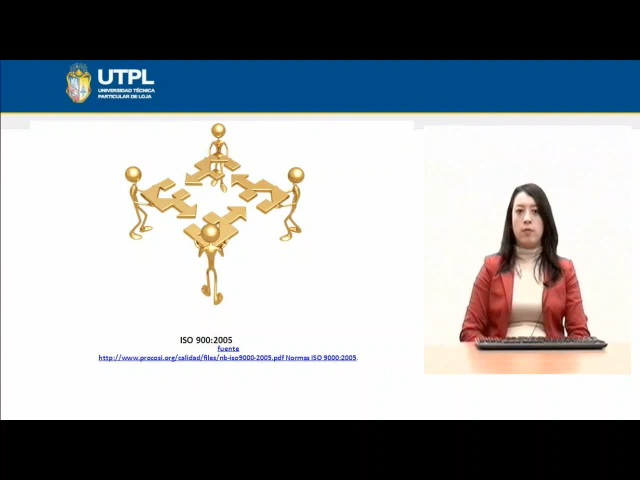 UTPL
UNIVERSIDAD TÉCNICA
PARTICULAR DE LOJA
ISO 900:2005
fuente
http://www.procosi.org/calidad/files/nb-iso9000-2005.pdf Normas ISO 9000:2005.